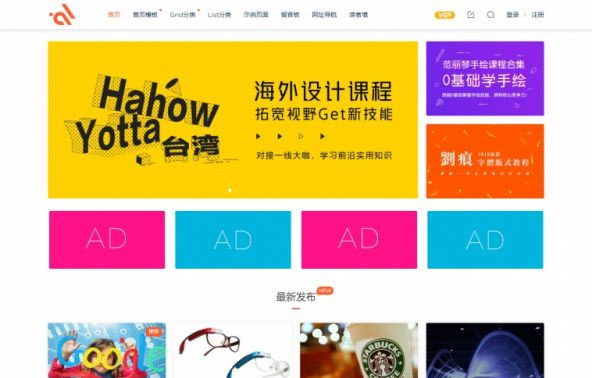 首页
首页模板
Grid分类
List分类
示例页面
留言板
网址导航
读者墙
VIP
登录
注册
Hahow
Yotta
台湾
海外设计课程
拓宽视野Get新技能
对接一线大咖，学习前沿实用知识
范丽琴手绘课程合集
0基础学手绘
劉痕
字體版式教程
AD
AD
AD
AD
最新发布
NEW
Google
STARBUCKS
COFFEE